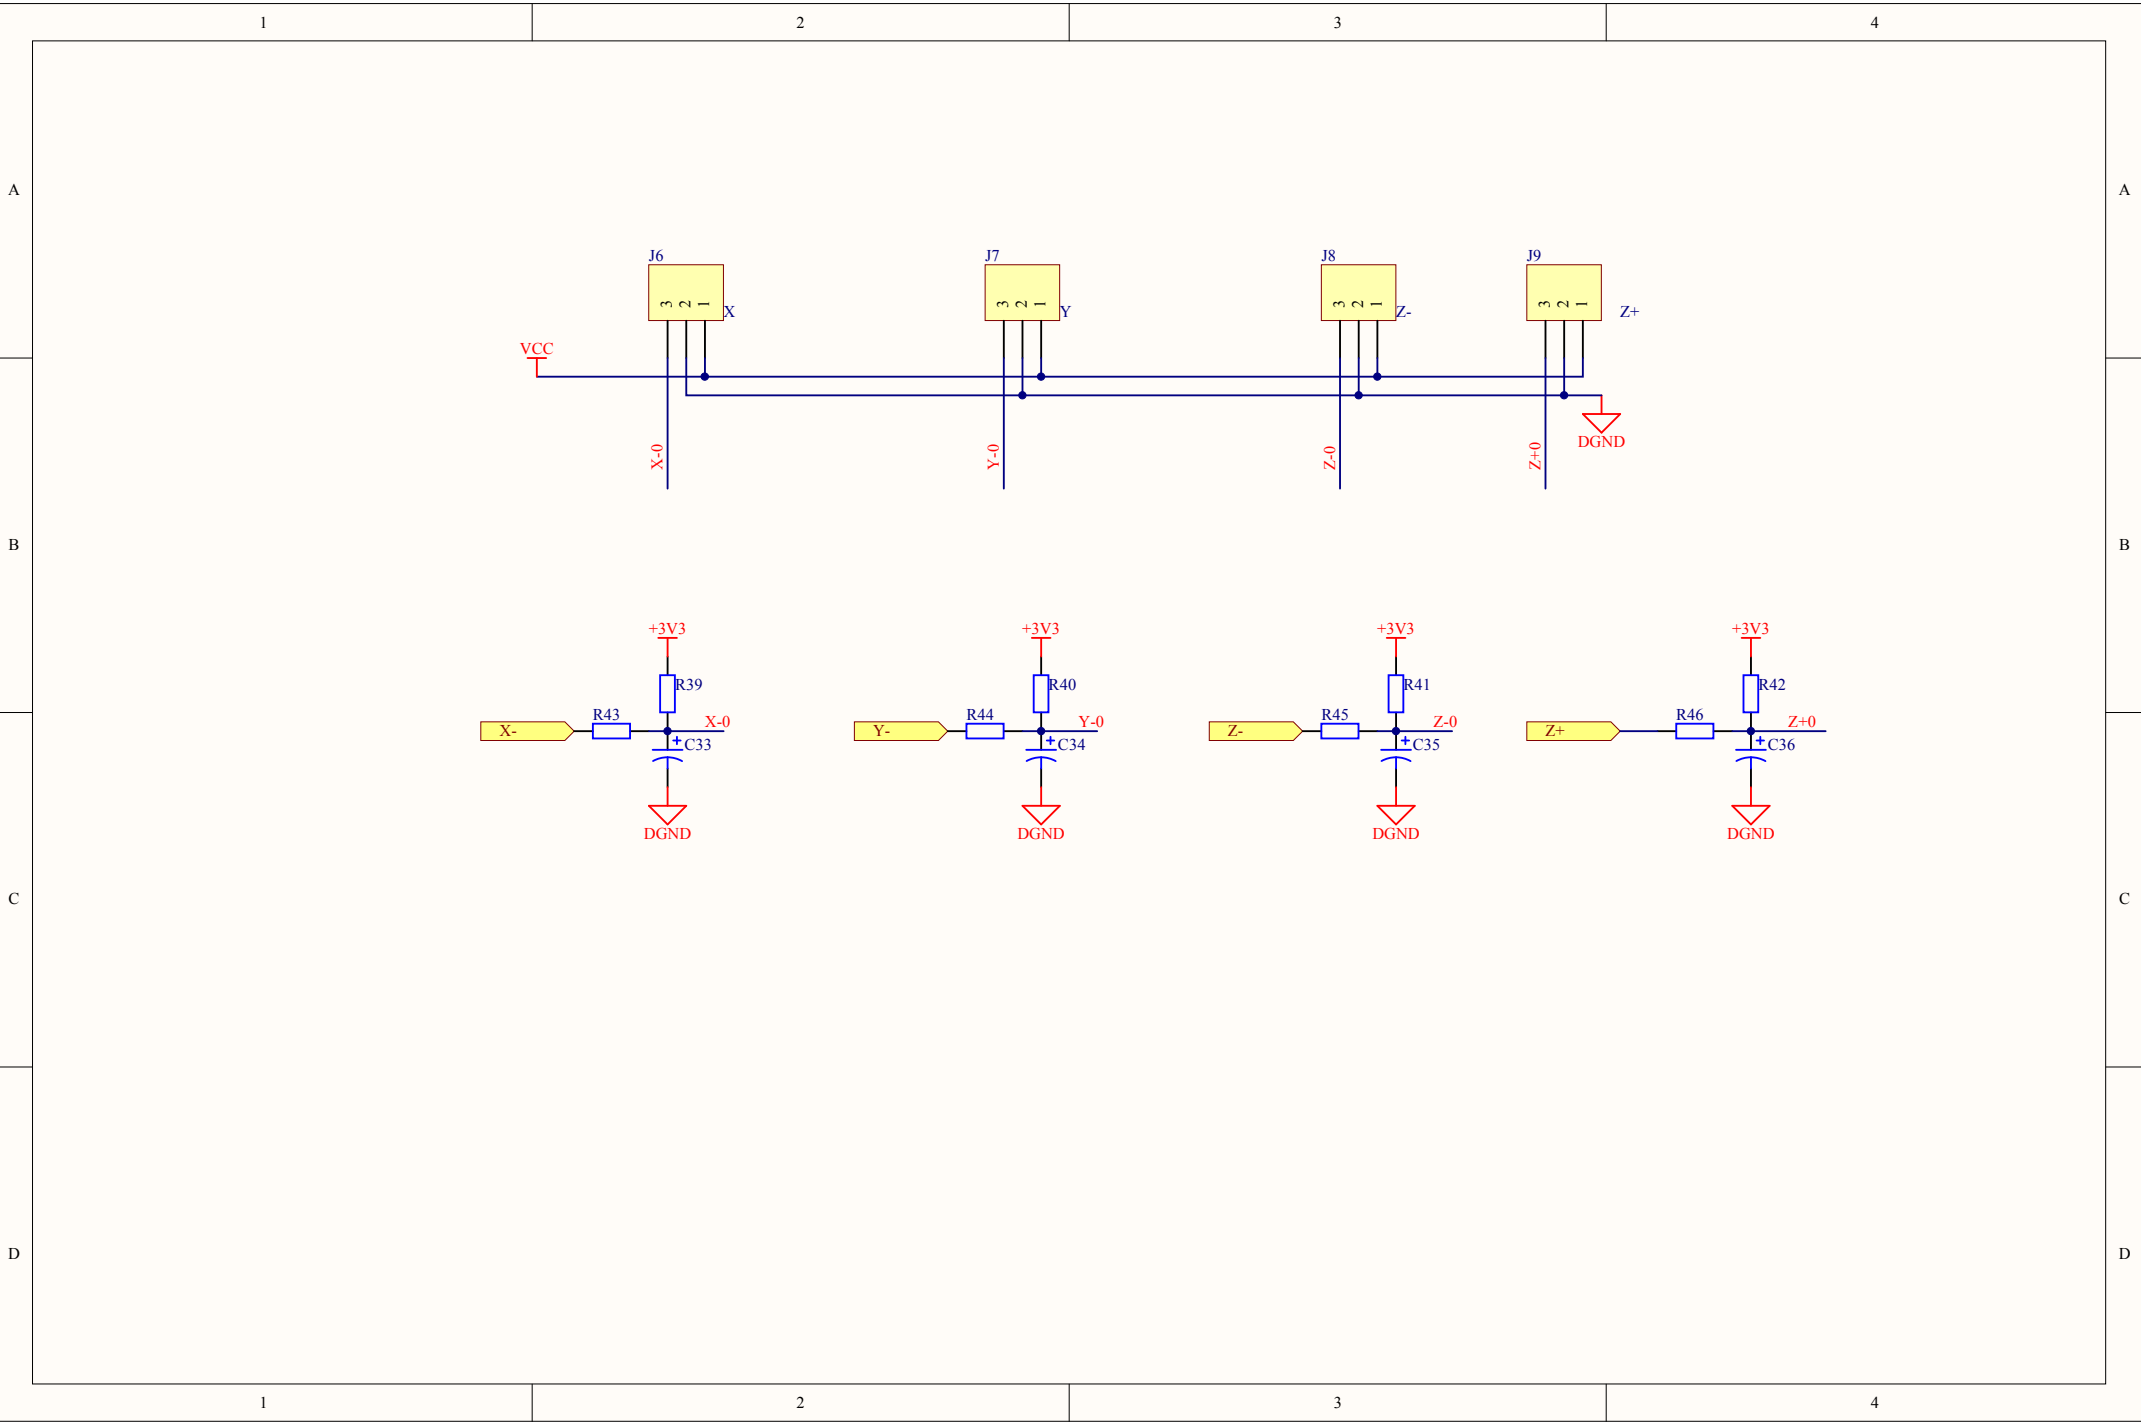 1 2 3 4
A A
J6 J7 J8 J9
3 2 1 X 3 2 1 Y 3 2 1 Z- 3 2 1 Z+
VCC
DGND
X-0 Y-0 Z-0 Z+0
B B
+3V3 +3V3 +3V3 +3V3
R39 R40 R41 R42
R43 X-0 R44 Y-0 R45 Z-0 R46 Z+0
X- Y- Z- Z+
+ C33 + C34 + C35 + C36
DGND DGND DGND DGND
C C
D D
1 2 3 4